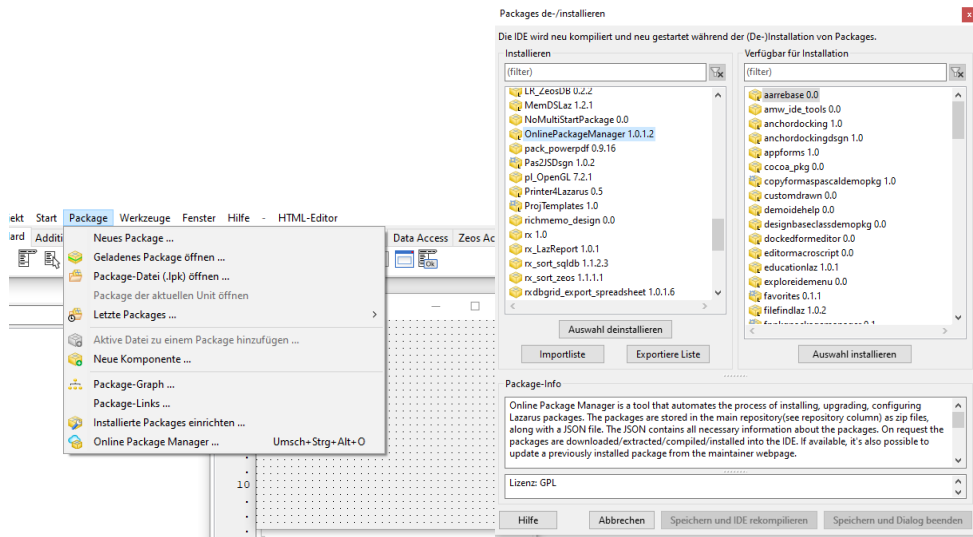 Packages de-/installieren
Die IDE wird neu kompiliert und neu gestartet während der (De-)Installation von Packages.
Installieren
(filter)
LR_ZeosDB 0.2.2
MemDSLaz 1.2.1
NoMultiStartPackage 0.0
OnlinePackageManager 1.0.1.2
pack_powerpdf 0.9.16
Pas2JSDsgn 1.0.2
pl_OpenGL 7.2.1
Printer4Lazarus 0.5
ProjTemplates 1.0
richmemo_design 0.0
rx 1.0
rx_LazReport 1.0.1
rx_sort_sqldb 1.1.2.3
rx_sort_zeos 1.1.1.1
rxdbgrid_export_spreadsheet 1.0.1.6
Auswahl deinstallieren
Importliste
Exportiere Liste
Verfügbar für Installation
(filter)
aarrebase 0.0
amw_ide_tools 0.0
anchordocking 1.0
anchordockingdsgn 1.0
appforms 1.0
cocoa_pkg 0.0
copyformaspascaldemopkg 1.0
customdrawn 0.0
demoidehelp 0.0
designbaseclassdemopkg 0.0
dockedformeditor 0.0
editormacroscript 0.0
educationlaz 1.0.1
exploreidemenu 0.0
favorites 0.1.1
filefindlaz 1.0.2
Auswahl installieren
Package-Info
Online Package Manager is a tool that automates the process of installing, upgrading, configuring
Lazarus packages. The packages are stored in the main repository(see repository column) as zip files,
along with a JSON file. The JSON contains all necessary information about the packages. On request the
packages are downloaded/extracted/compiled/installed into the IDE. If available, it's also possible to
update a previously installed package from the maintainer webpage.
Lizenz: GPL
Hilfe
Abbrechen
Speichern und IDE rekompilieren
Speichern und Dialog beenden
ekt Start Package Werkzeuge Fenster Hilfe - HTML-Editor
ard Additi
Data Access Zeos Ac
Neues Package ...
Geladenes Package öffnen ...
Package-Datei (.lpk) öffnen ...
Package der aktuellen Unit öffnen
Letzte Packages ...
Aktive Datei zu einem Package hinzufügen ...
Neue Komponente ...
Package-Graph ...
Package-Links ...
Installierte Packages einrichten ...
Online Package Manager ... Umsch+Strg+Alt+O
10